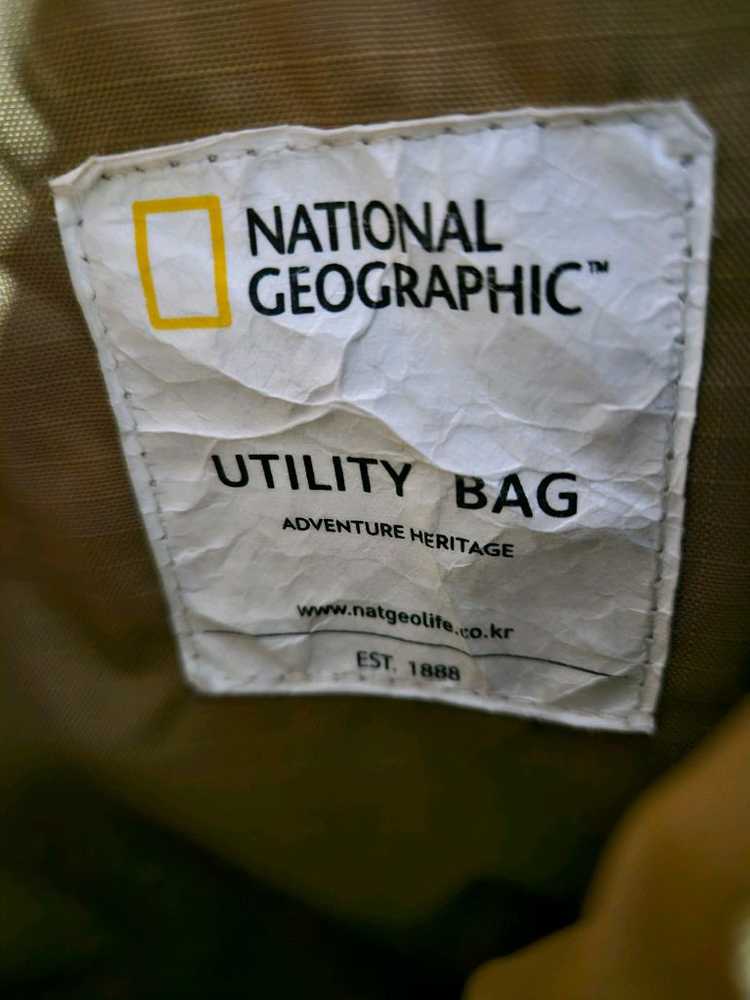 NATIONAL
GEOGRAPHIC™
UTILITY BAG
ADVENTURE HERITAGE
www.natgeolife.co.kr
EST. 1888